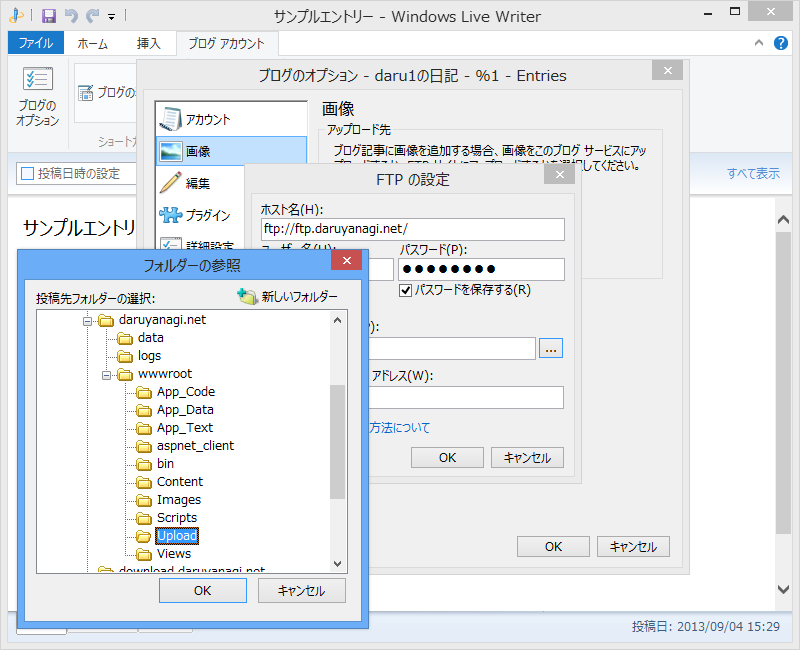 サンプルエントリー - Windows Live Writer
ファイル
ホーム
挿入
ブログ アカウント
ブログの
オプション
ブログの
ショートカ
投稿日時の設定
すべて表示
サンプルエントリ
ブログのオプション - daru1の日記 - %1 - Entries
アカウント
画像
編集
プラグイン
詳細設定
画像
アップロード先
ブログ記事に画像を追加する場合、画像をこのブログ サービスにアッ
してください。
FTP の設定
ホスト名(H):
ftp://ftp.daruyanagi.net/
ユーザー名(U):
パスワード(P):
●●●●●●●●
パスワードを保存する(R)
):
...
アドレス(W):
方法について
OK
キャンセル
OK
キャンセル
フォルダーの参照
投稿先フォルダーの選択:
新しいフォルダー
daruyanagi.net
data
logs
wwwroot
App_Code
App_Data
App_Text
aspnet_client
bin
Content
Images
Scripts
Upload
Views
download.daruyanagi.net
OK
キャンセル
投稿日: 2013/09/04 15:29